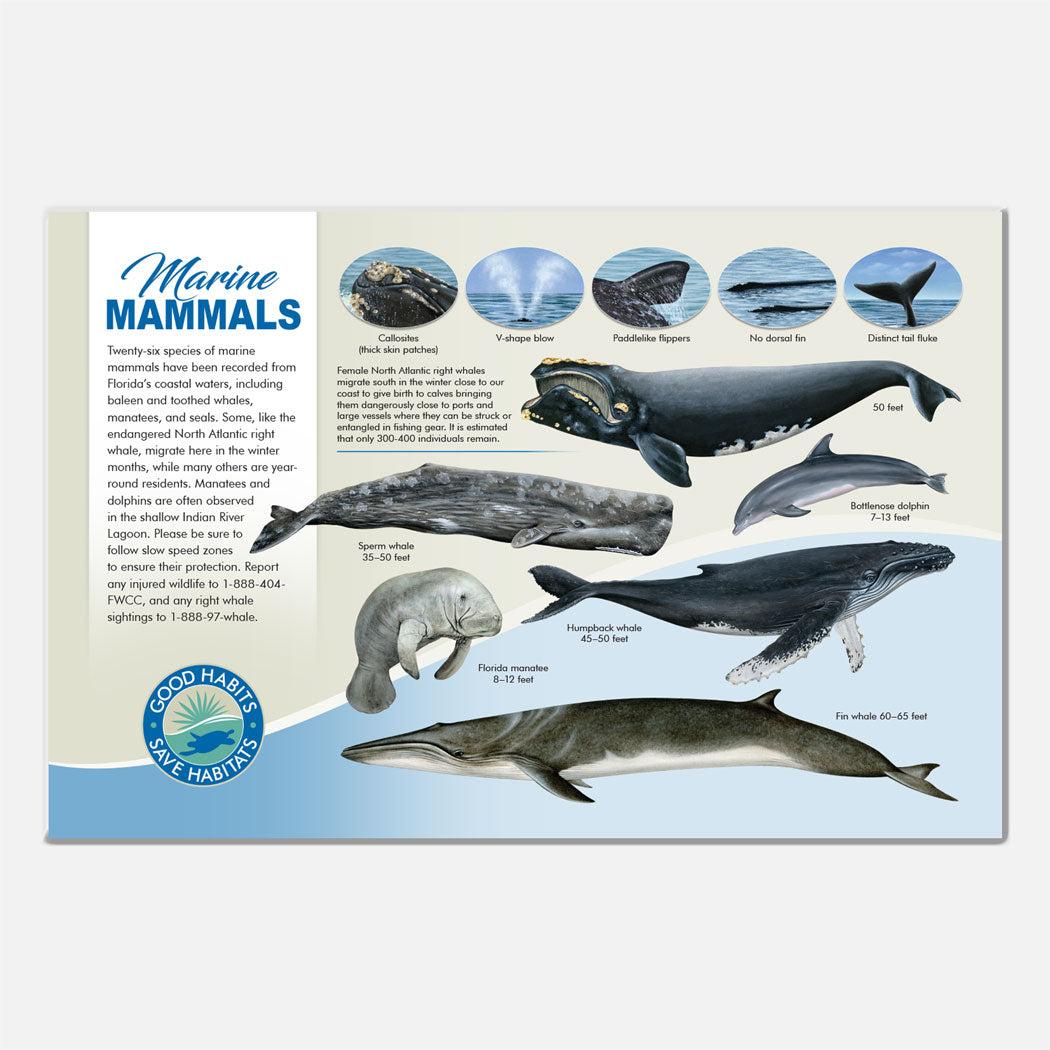 Marine
MAMMALS
Twenty-six species of marine
mammals have been recorded from
Florida's coastal waters, including
baleen and toothed whales,
manatees, and seals. Some, like the
endangered North Atlantic right
whale, migrate here in the winter
months, while many others are year-
round residents. Manatees and
dolphins are often observed
in the shallow Indian River
Lagoon. Please be sure to
follow slow speed zones
to ensure their protection. Report
any injured wildlife to 1-888-404-
FWCC, and any right whale
sightings to 1-888-97-whale.
GOOD HABITS
SAVE HABITATS
Callosites
(thick skin patches)
V-shape blow
Paddlelike flippers
No dorsal fin
Distinct tail fluke
Female North Atlantic right whales
migrate south in the winter close to our
coast to give birth to calves bringing
them dangerously close to ports and
large vessels where they can be struck or
entangled in fishing gear. It is estimated
that only 300-400 individuals remain.
50 feet
Bottlenose dolphin
7–13 feet
Sperm whale
35–50 feet
Humpback whale
45–50 feet
Florida manatee
8–12 feet
Fin whale 60–65 feet